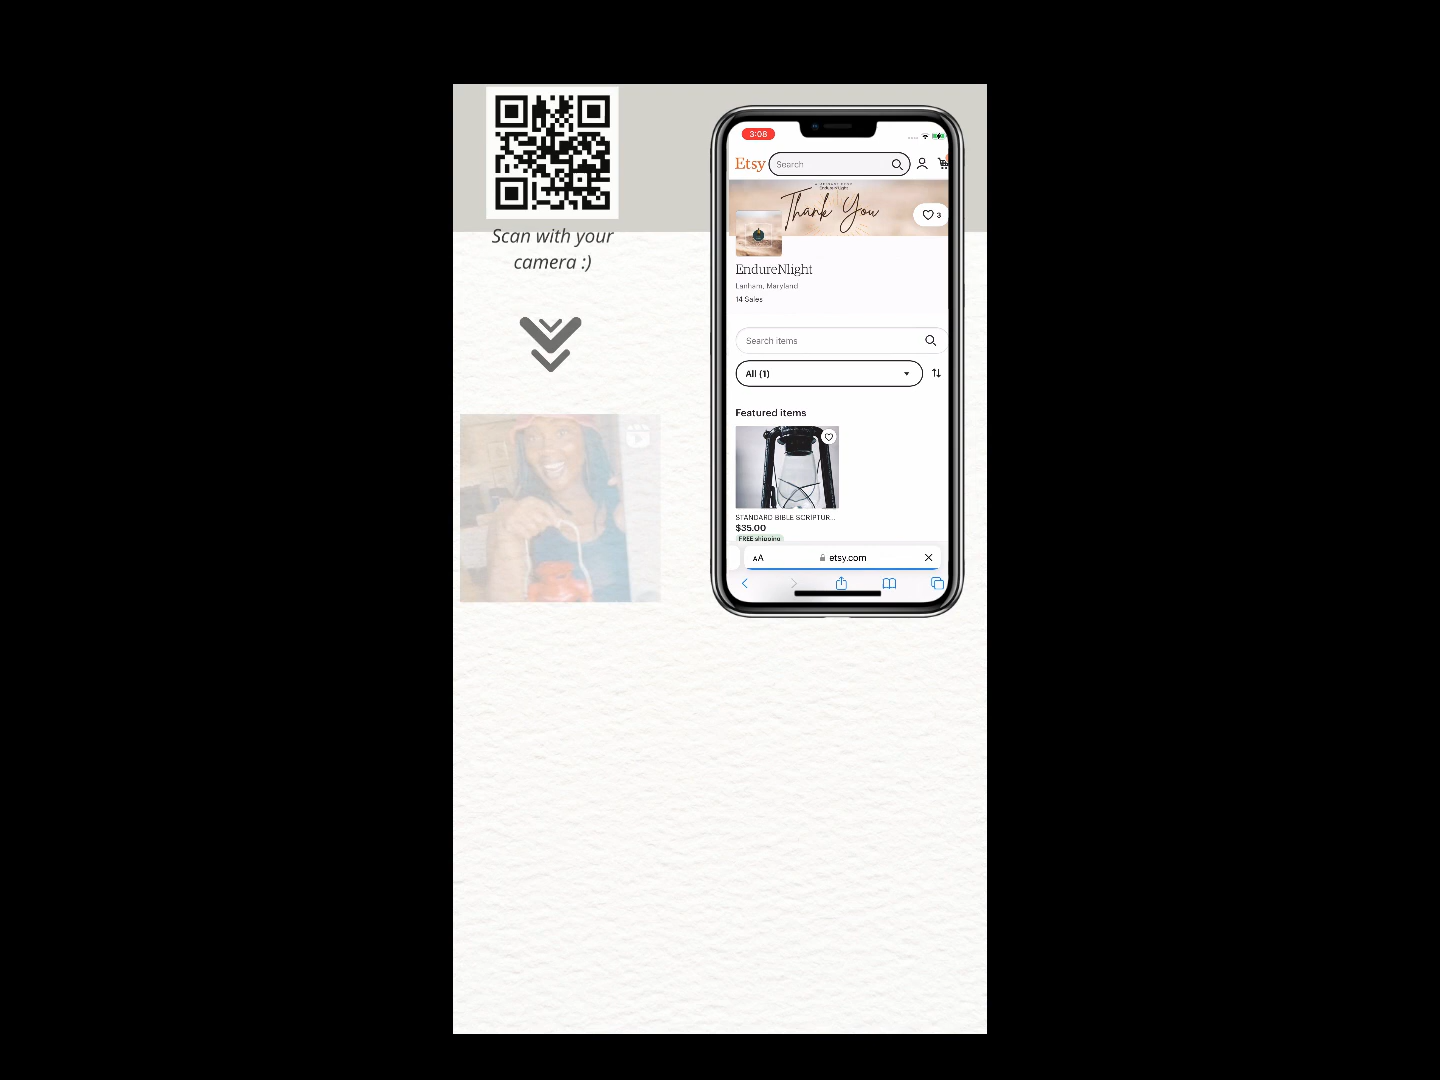 Scan with your
camera :)
3:08
Etsy
Search
Thank You
3
EndureNlight
Lanham, Maryland
14 Sales
Search items
All (1)
Featured items
STANDARD BIBLE SCRIPTUR...
$35.00
FREE shipping
AA
etsy.com